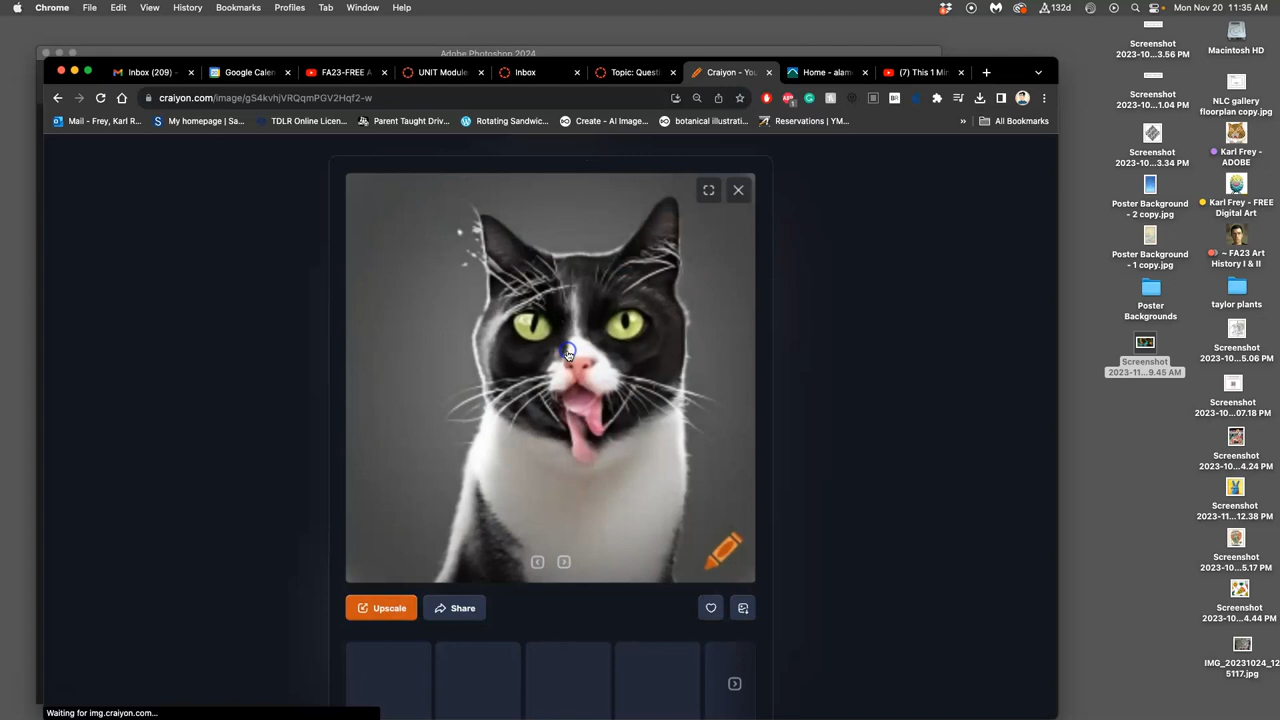 Chrome File Edit View History Bookmarks Profiles Tab Window Help
132d
Mon Nov 20 11:35 AM
Adobe Photoshop 2024
Inbox (209) -
Google Calen
FA23-FREE A
UNIT Module
Inbox
Topic: Questi
Craiyon - You
Home - alam
(7) This 1 Min
craiyon.com/image/gS4kvhjVRQqmPGV2Hqf2-w
Mail - Frey, Karl R...
My homepage | Sa...
TDLR Online Licen...
Parent Taught Driv...
Rotating Sandwic...
Create - AI Image...
botanical illustrati...
Reservations | YM...
»
All Bookmarks
Upscale
Share
Waiting for img.craiyon.com...
Screenshot
2023-10...3.56 PM
Screenshot
2023-10...1.04 PM
Screenshot
2023-10...3.34 PM
Poster Background
- 2 copy.jpg
Poster Background
- 1 copy.jpg
Poster
Backgrounds
Screenshot
2023-11...9.45 AM
Macintosh HD
NLC gallery
floorplan copy.jpg
Karl Frey -
ADOBE
Karl Frey - FREE
Digital Art
~ FA23 Art
History I & II
taylor plants
Screenshot
2023-10...5.06 PM
Screenshot
2023-10...07.18 PM
Screenshot
2023-10...4.24 PM
Screenshot
2023-11...12.38 PM
Screenshot
2023-10...5.17 PM
Screenshot
2023-10...4.44 PM
IMG_20231024_12
5117.jpg